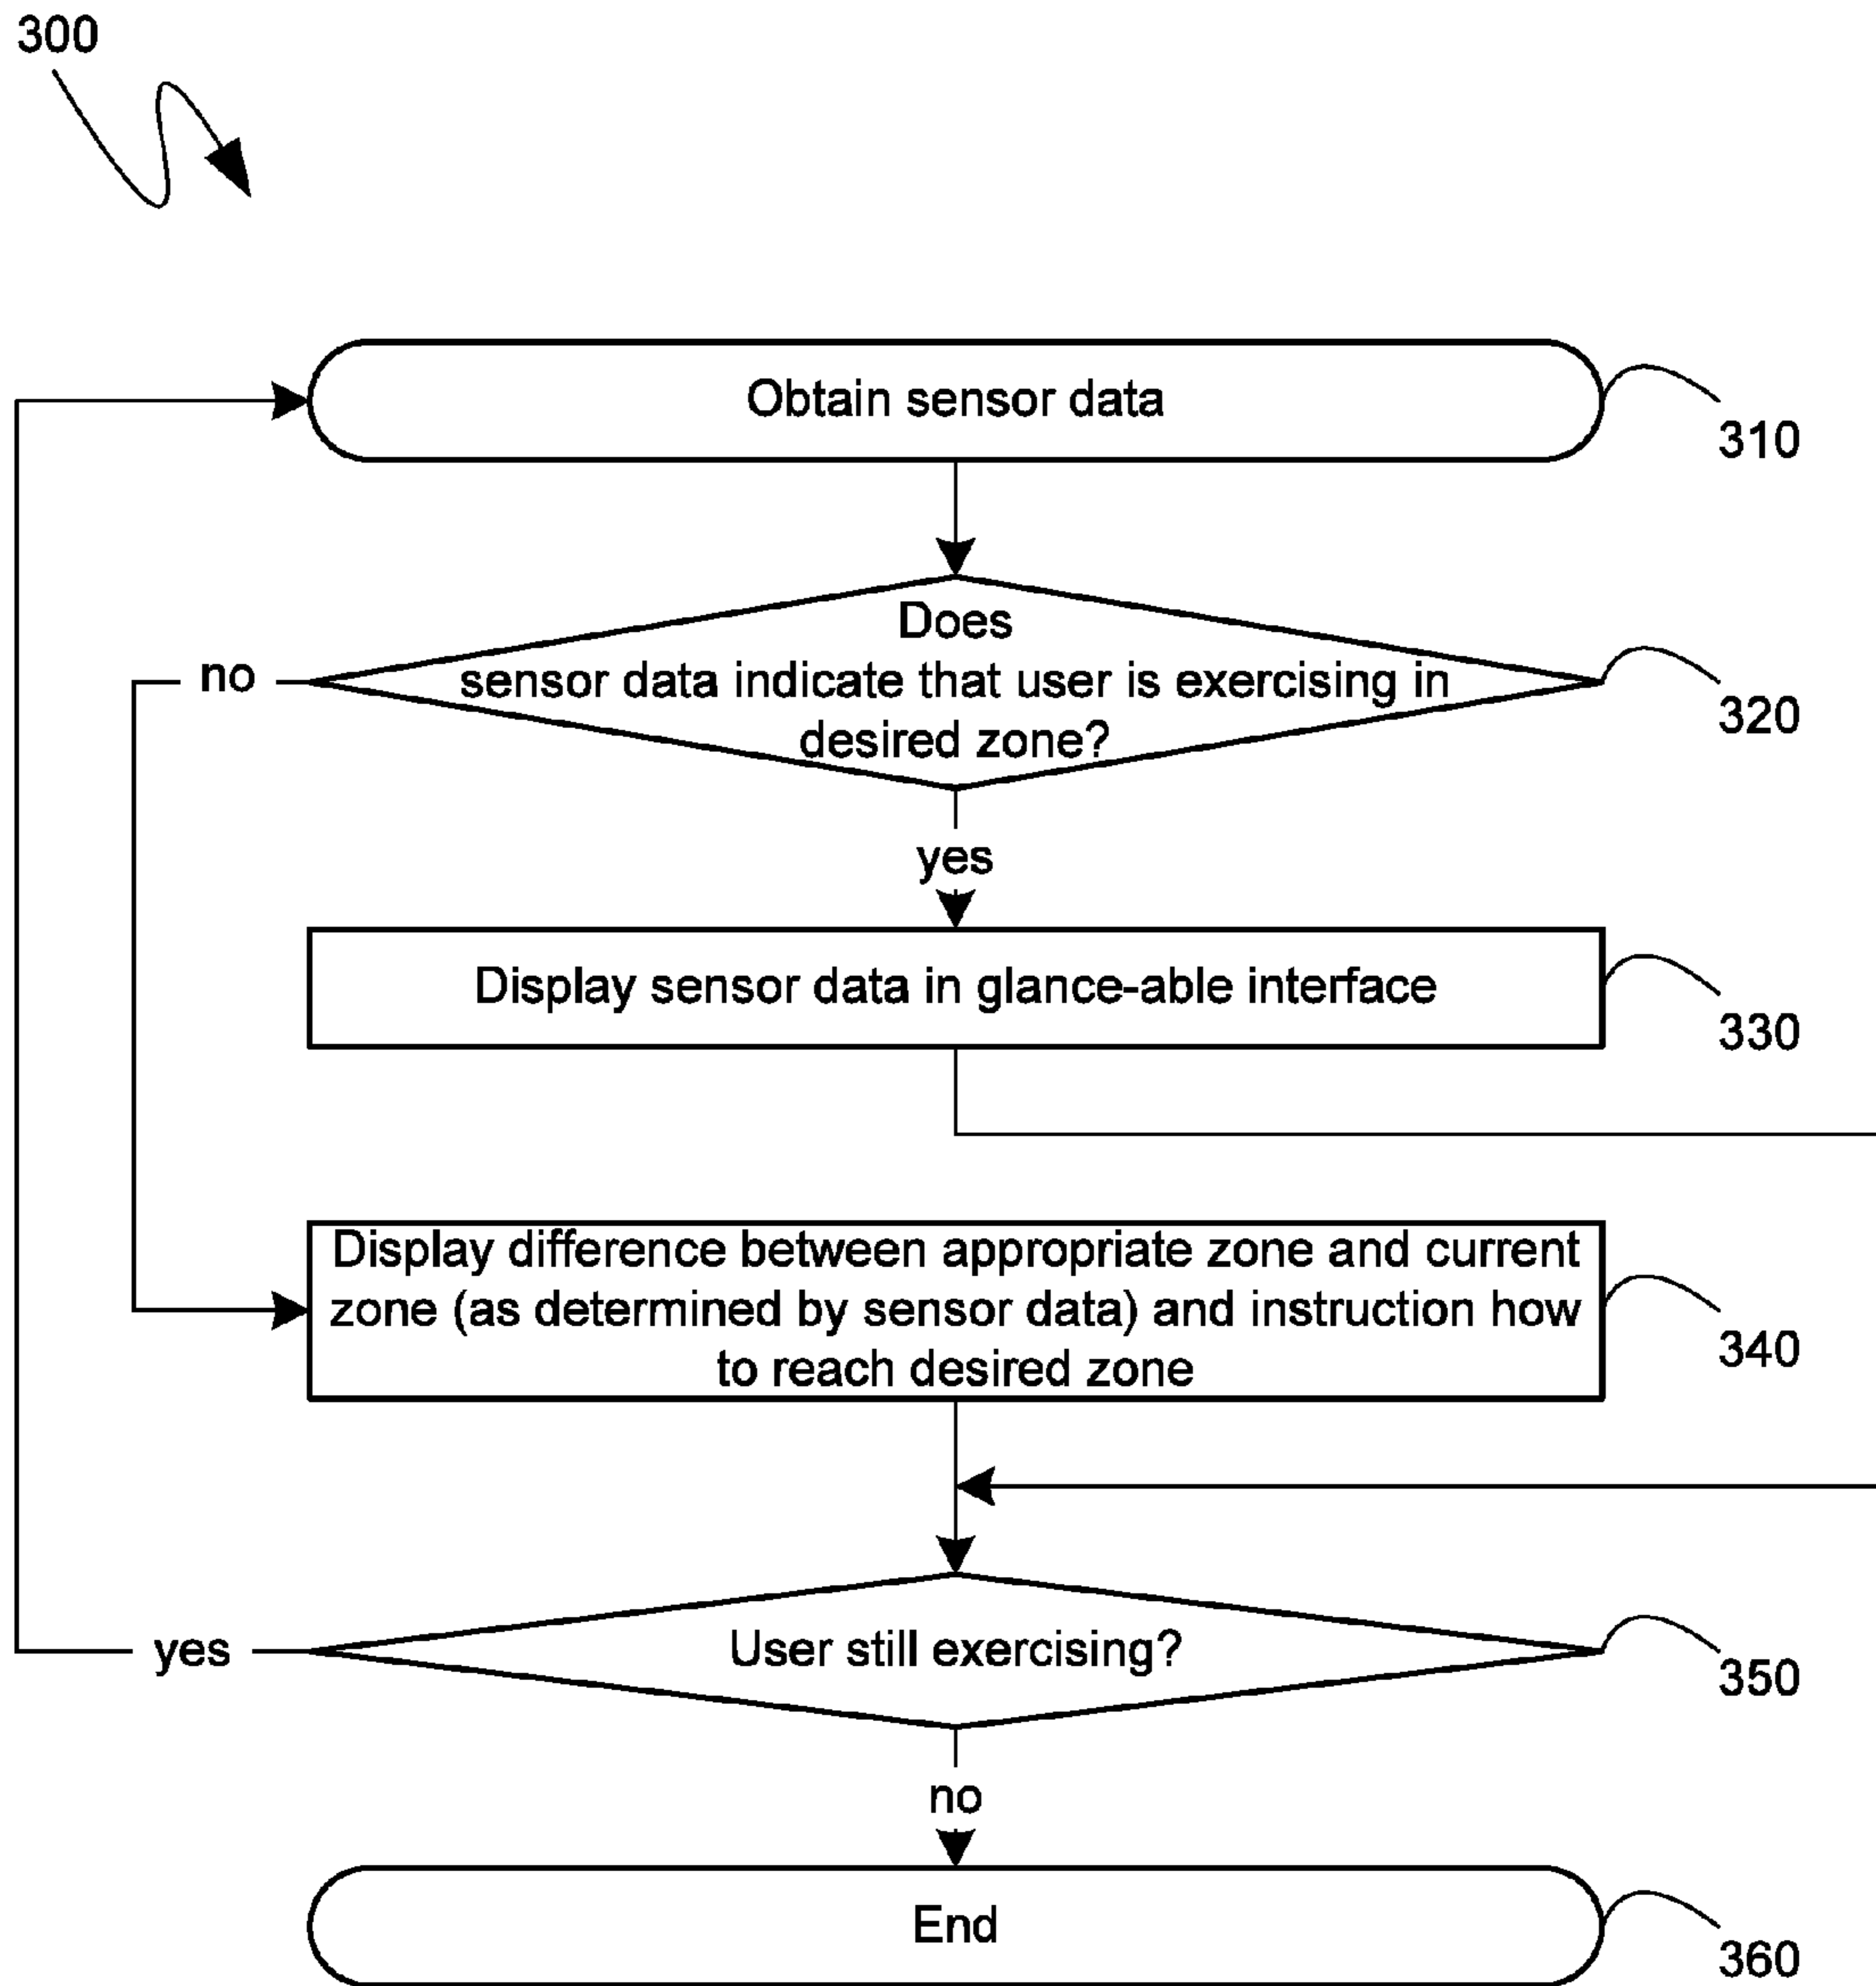 300
Obtain sensor data
310
Does
sensor data indicate that user is exercising in
desired zone?
no
320
yes
Display sensor data in glance-able interface
330
Display difference between appropriate zone and current
zone (as determined by sensor data) and instruction how
to reach desired zone
340
User still exercising?
yes
350
no
End
360